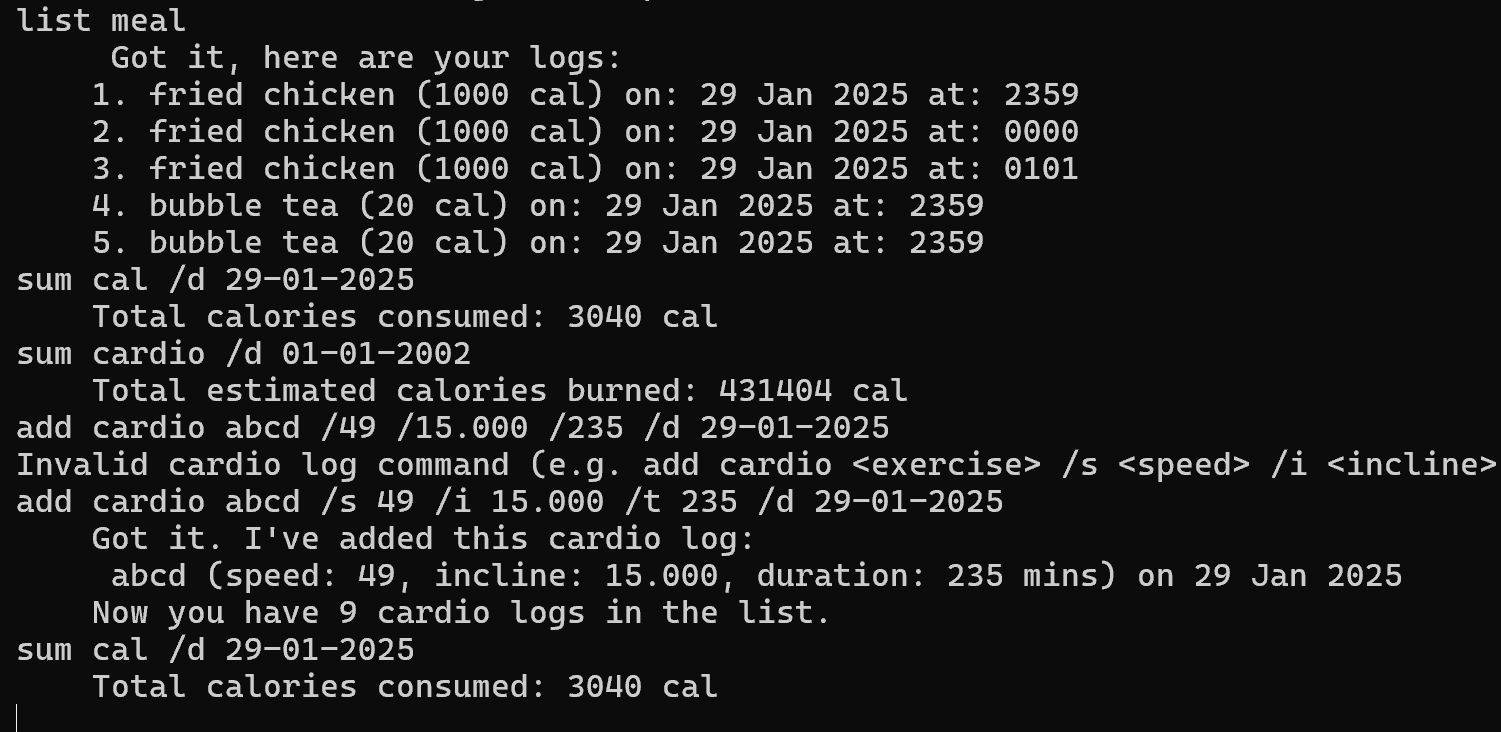 list meal
Got it, here are your logs:
1. fried chicken (1000 cal) on: 29 Jan 2025 at: 2359
2. fried chicken (1000 cal) on: 29 Jan 2025 at: 0000
3. fried chicken (1000 cal) on: 29 Jan 2025 at: 0101
4. bubble tea (20 cal) on: 29 Jan 2025 at: 2359
5. bubble tea (20 cal) on: 29 Jan 2025 at: 2359
sum cal /d 29-01-2025
Total calories consumed: 3040 cal
sum cardio /d 01-01-2002
Total estimated calories burned: 431404 cal
add cardio abcd /49 /15.000 /235 /d 29-01-2025
Invalid cardio log command (e.g. add cardio <exercise> /s <speed> /i <incline>
add cardio abcd /s 49 /i 15.000 /t 235 /d 29-01-2025
Got it. I've added this cardio log:
abcd (speed: 49, incline: 15.000, duration: 235 mins) on 29 Jan 2025
Now you have 9 cardio logs in the list.
sum cal /d 29-01-2025
Total calories consumed: 3040 cal